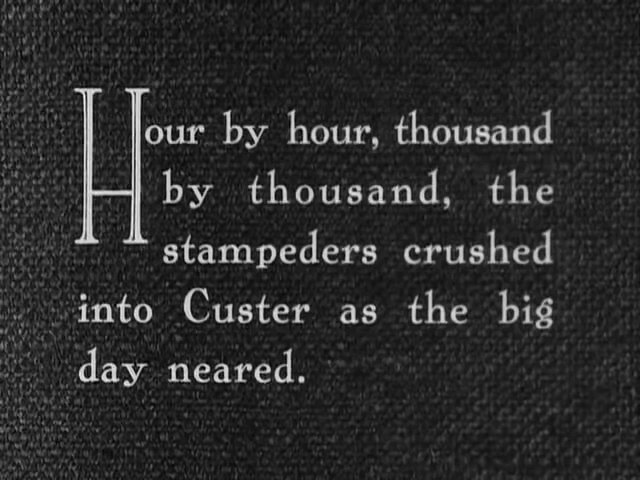 Hour by hour, thousand
by thousand, the
stampeders crushed
into Custer as the big
day neared.